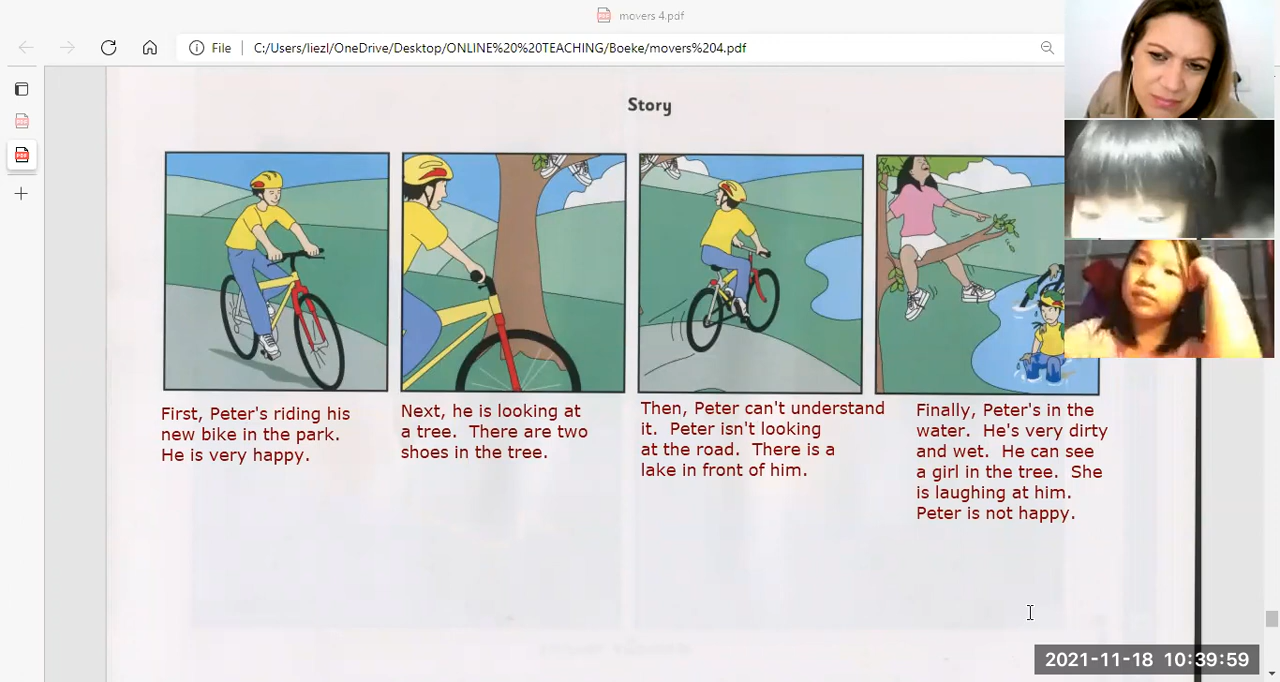 movers 4.pdf
File
C:/Users/liezl/OneDrive/Desktop/ONLINE%20%20TEACHING/Boeke/movers%204.pdf
Story
First, Peter's riding his
new bike in the park.
He is very happy.
Next, he is looking at
a tree. There are two
shoes in the tree.
Then, Peter can't understand
it. Peter isn't looking
at the road. There is a
lake in front of him.
Finally, Peter's in the
water. He's very dirty
and wet. He can see
a girl in the tree. She
is laughing at him.
Peter is not happy.
2021-11-18 10:39:59